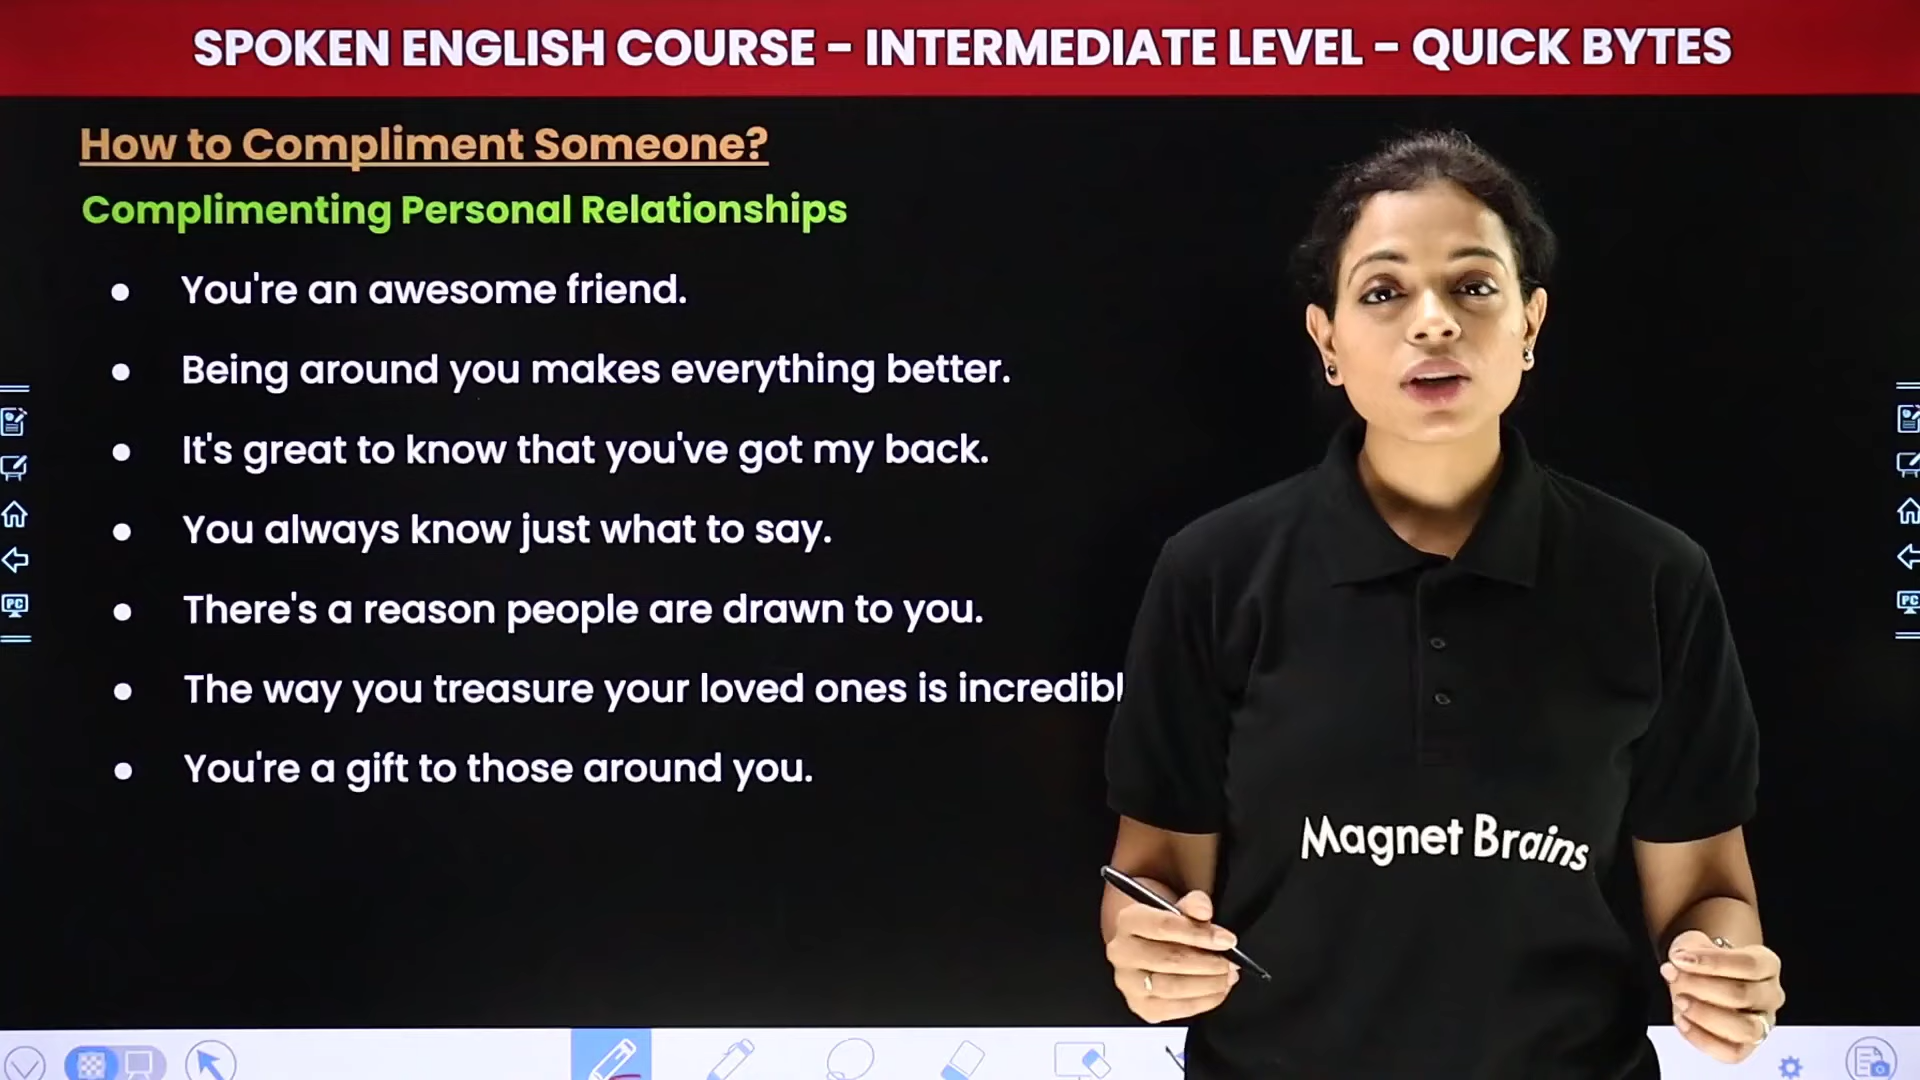 SPOKEN ENGLISH COURSE - INTERMEDIATE LEVEL - QUICK BYTES
How to Compliment Someone?
Complimenting Personal Relationships
● You're an awesome friend.
● Being around you makes everything better.
● It's great to know that you've got my back.
● You always know just what to say.
● There's a reason people are drawn to you.
● The way you treasure your loved ones is incredibl
● You're a gift to those around you.
Magnet Brains
PC
PC